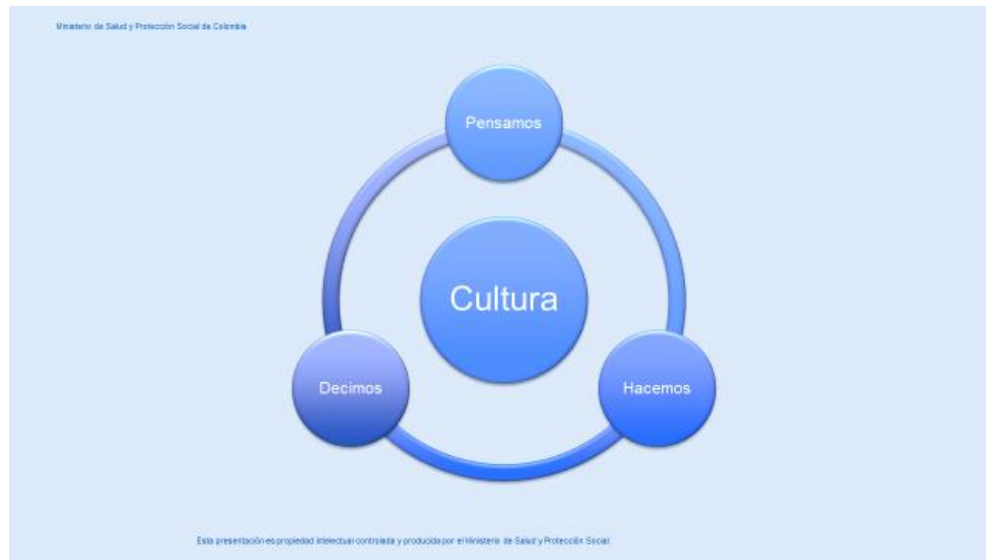 Ministerio de Salud y Protección Social de Colombia
Pensamos
Cultura
Decimos
Hacemos
Esta presentación es propiedad intelectual controlada y producida por el Ministerio de Salud y Protección Social.